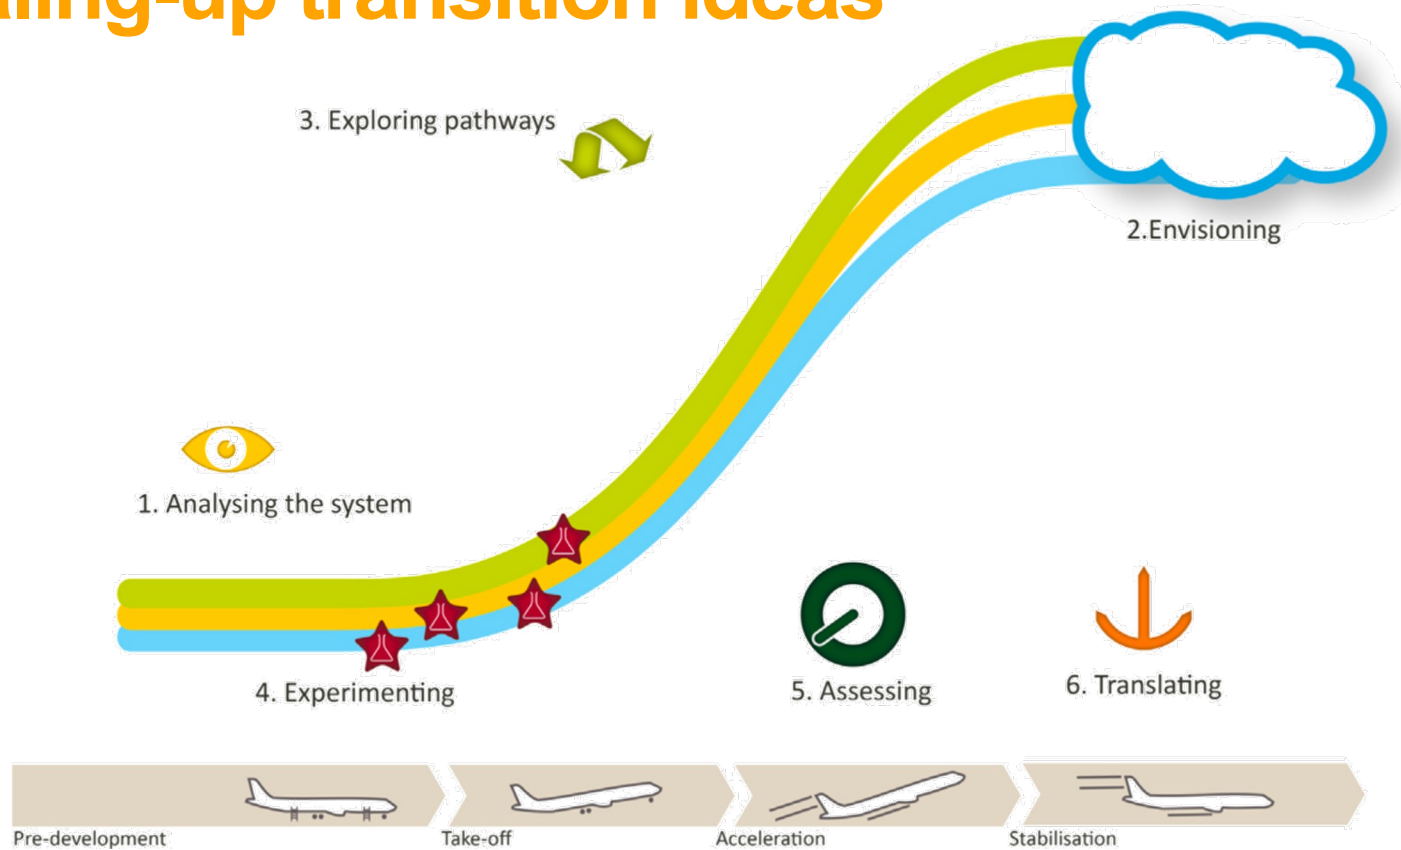 aling-up transition ideas
3. Exploring pathways
2.Envisioning
1. Analysing the system
4. Experimenting
5. Assessing
6. Translating
Pre-development
Take-off
Acceleration
Stabilisation